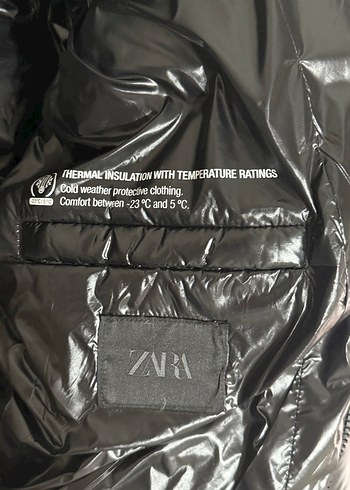 THERMAL INSULATION WITH TEMPERATURE RATINGS
Cold weather protective clothing.
Comfort between -23 ºC and 5 ºC.
ZARA